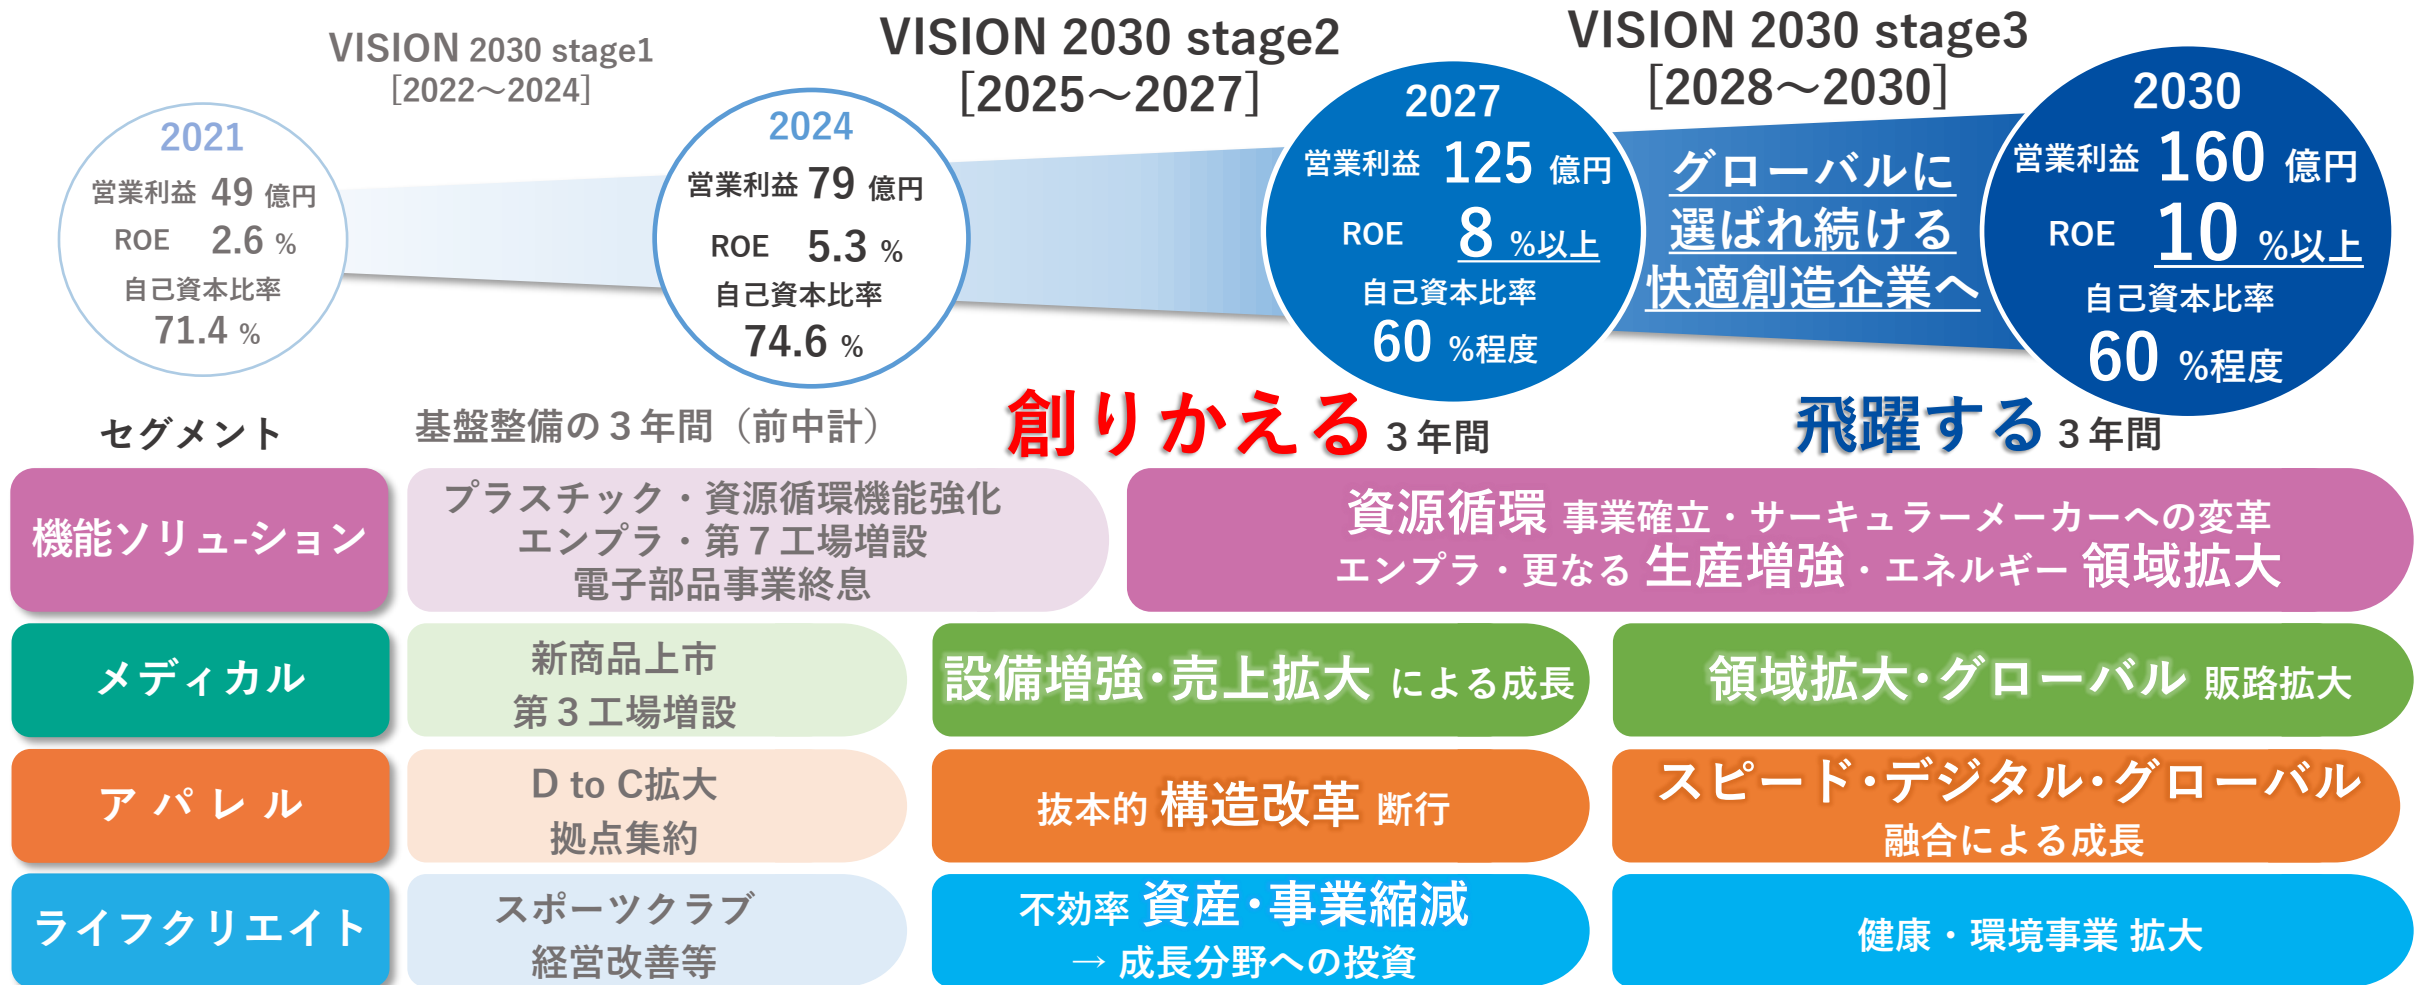 VISION 2030 stage1
[2022～2024]
VISION 2030 stage2
[2025～2027]
VISION 2030 stage3
[2028～2030]
2021
営業利益 49 億円
ROE 2.6 %
自己資本比率
71.4 %
2024
営業利益 79 億円
ROE 5.3 %
自己資本比率
74.6 %
2027
営業利益 125 億円
ROE 8 %以上
自己資本比率
60 %程度
グローバルに
選ばれ続ける
快適創造企業へ
2030
営業利益 160 億円
ROE 10 %以上
自己資本比率
60 %程度
セグメント
基盤整備の３年間（前中計）
創りかえる ３年間
飛躍する ３年間
機能ソリュ-ション
プラスチック・資源循環機能強化
エンプラ・第７工場増設
電子部品事業終息
資源循環 事業確立・サーキュラーメーカーへの変革
エンプラ・更なる 生産増強・エネルギー 領域拡大
メディカル
新商品上市
第３工場増設
設備増強･売上拡大 による成長
領域拡大･グローバル 販路拡大
アパレル
D to C拡大
拠点集約
抜本的 構造改革 断行
スピード･デジタル･グローバル
融合による成長
ライフクリエイト
スポーツクラブ
経営改善等
不効率 資産･事業縮減
→ 成長分野への投資
健康・環境事業 拡大